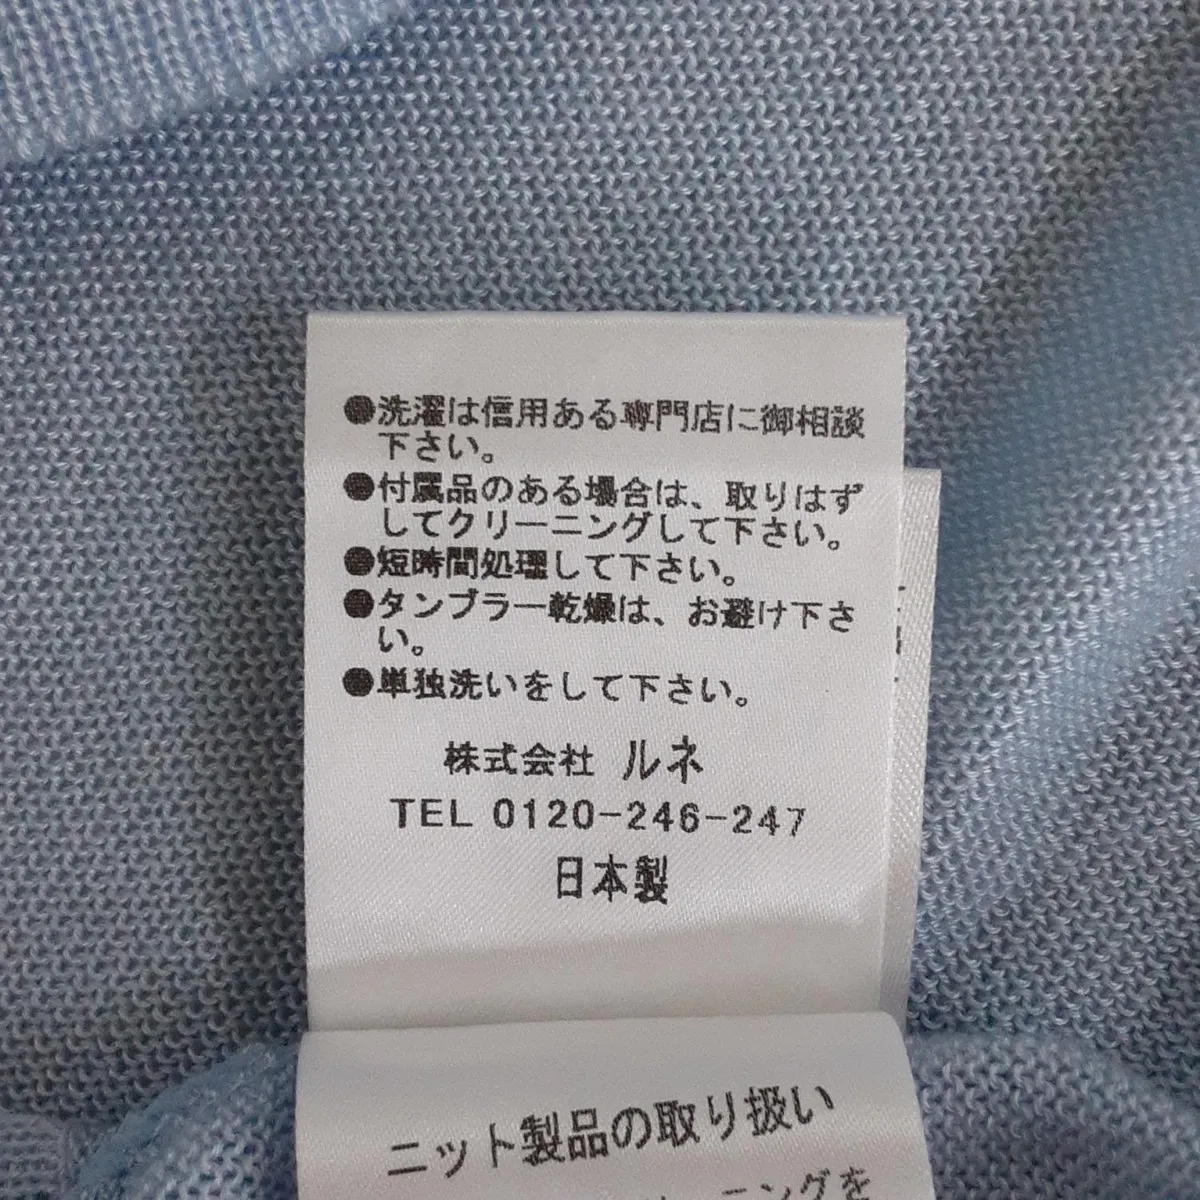 ●洗濯は信用ある専門店に御相談
下さい。
●付属品のある場合は、取りはず
してクリーニングして下さい。
●短時間処理して下さい。
●タンブラー乾燥は、お避け下さ
い。
●単独洗いをして下さい。
株式会社 ルネ
TEL 0120-246-247
日本製
ニット製品の取り扱い
ーニングを